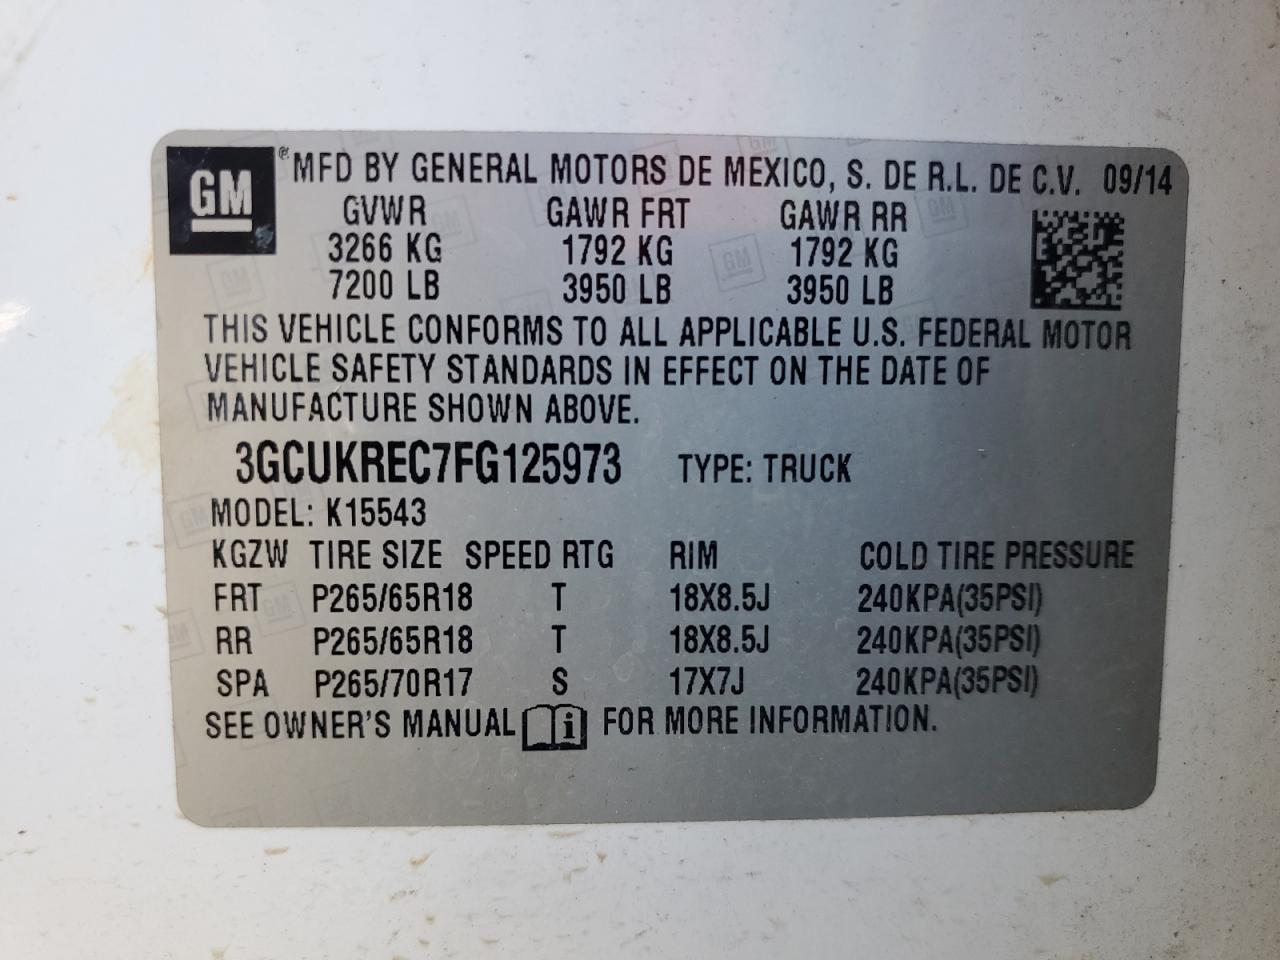 GM ® MFD BY GENERAL MOTORS DE MEXICO, S. DE R.L. DE C.V. 09/14
GVWR GAWR FRT GAWR RR
3266 KG 1792 KG 1792 KG
7200 LB 3950 LB 3950 LB
THIS VEHICLE CONFORMS TO ALL APPLICABLE U.S. FEDERAL MOTOR
VEHICLE SAFETY STANDARDS IN EFFECT ON THE DATE OF
MANUFACTURE SHOWN ABOVE.
3GCUKREC7FG125973 TYPE: TRUCK
MODEL: K15543
KGZW TIRE SIZE SPEED RTG RIM COLD TIRE PRESSURE
FRT P265/65R18 T 18X8.5J 240KPA(35PSI)
RR P265/65R18 T 18X8.5J 240KPA(35PSI)
SPA P265/70R17 S 17X7J 240KPA(35PSI)
SEE OWNER'S MANUAL i FOR MORE INFORMATION.